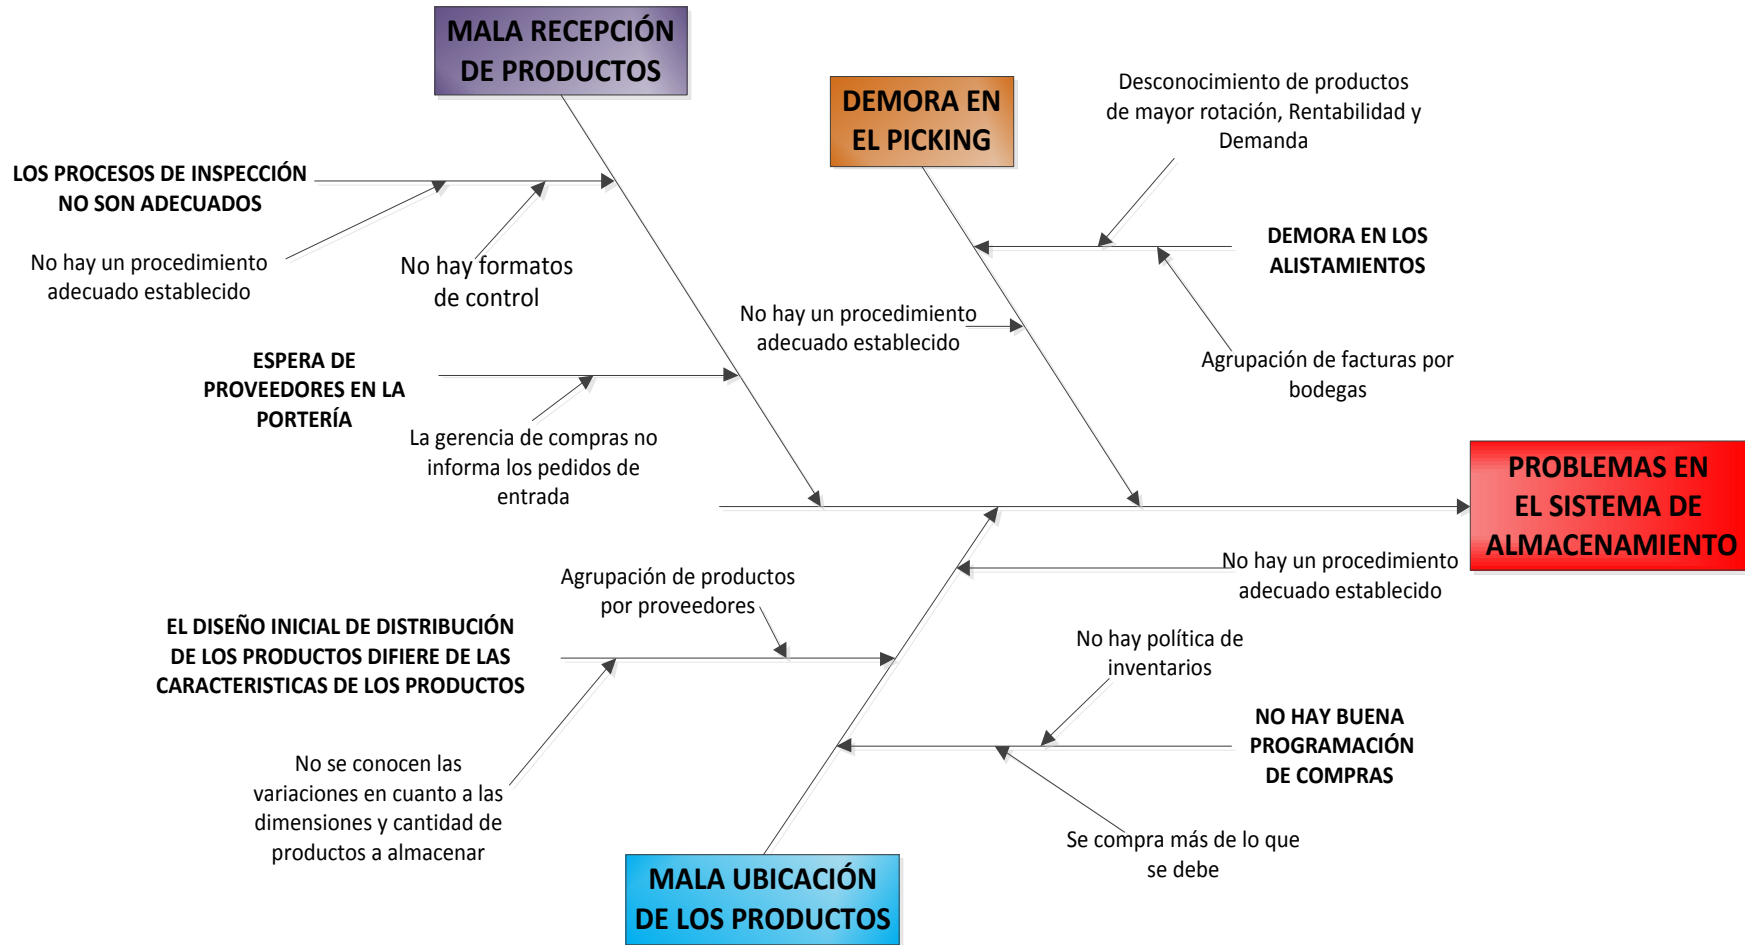 MALA RECEPCIÓN
DE PRODUCTOS
DEMORA EN
EL PICKING
Desconocimiento de productos
de mayor rotación, Rentabilidad y
Demanda
LOS PROCESOS DE INSPECCIÓN
NO SON ADECUADOS
No hay un procedimiento
adecuado establecido
No hay formatos
de control
DEMORA EN LOS
ALISTAMIENTOS
No hay un procedimiento
adecuado establecido
Agrupación de facturas por
bodegas
ESPERA DE
PROVEEDORES EN LA
PORTERÍA
La gerencia de compras no
informa los pedidos de
entrada
PROBLEMAS EN
EL SISTEMA DE
ALMACENAMIENTO
No hay un procedimiento
adecuado establecido
Agrupación de productos
por proveedores
EL DISEÑO INICIAL DE DISTRIBUCIÓN
DE LOS PRODUCTOS DIFIERE DE LAS
CARACTERISTICAS DE LOS PRODUCTOS
No hay política de
inventarios
NO HAY BUENA
PROGRAMACIÓN
DE COMPRAS
No se conocen las
variaciones en cuanto a las
dimensiones y cantidad de
productos a almacenar
Se compra más de lo que
se debe
MALA UBICACIÓN
DE LOS PRODUCTOS